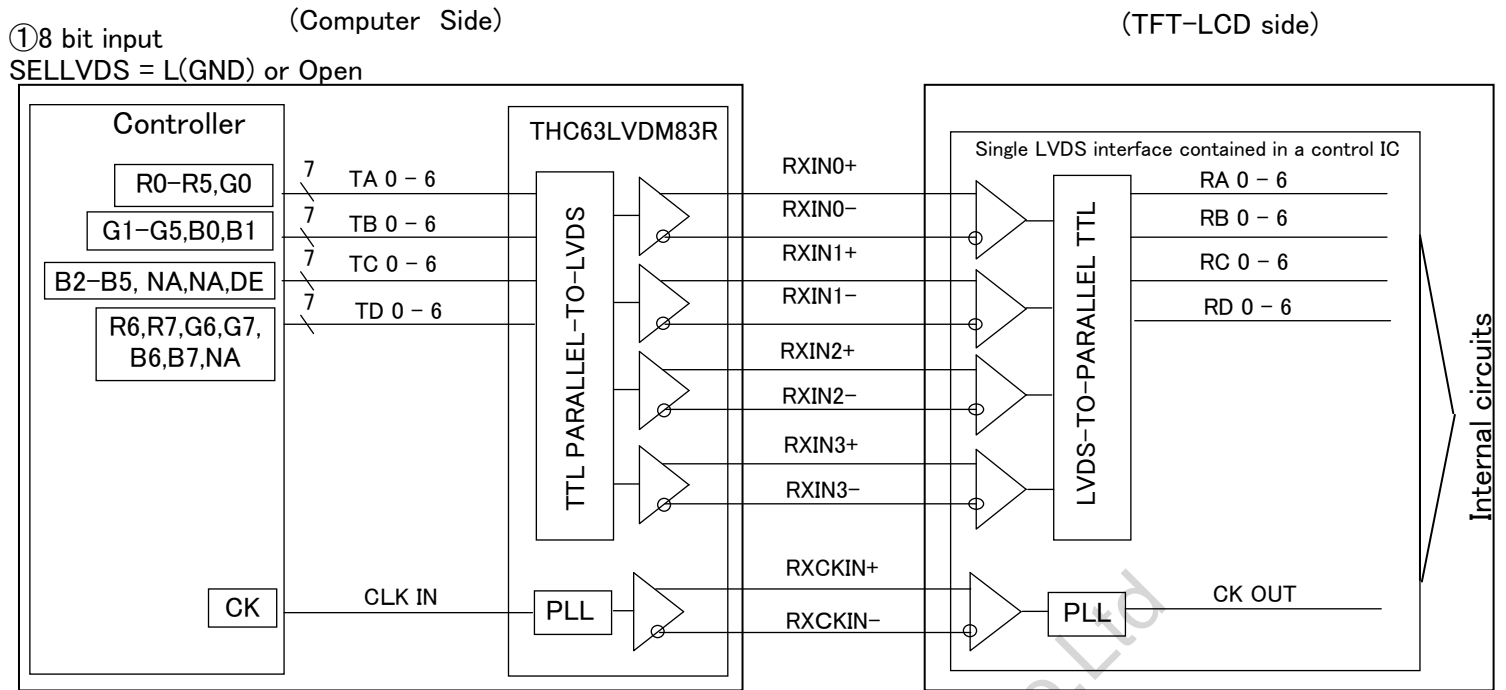 (Computer Side)
(TFT-LCD side)
①8 bit input
SELLVDS = L(GND) or Open
Controller
THC63LVDM83R
Single LVDS interface contained in a control IC
R0-R5,G0
7
TA 0 - 6
RXIN0+
RA 0 - 6
G1-G5,B0,B1
7
TB 0 - 6
RXIN0-
RB 0 - 6
B2-B5, NA,NA,DE
7
TC 0 - 6
RXIN1+
RC 0 - 6
R6,R7,G6,G7,
B6,B7,NA
7
TD 0 - 6
RXIN1-
RD 0 - 6
TTL PARALLEL-TO-LVDS
LVDS-TO-PARALLEL TTL
RXIN2+
RXIN2-
RXIN3+
RXIN3-
Internal circuits
CK
CLK IN
PLL
RXCKIN+
RXCKIN-
PLL
CK OUT